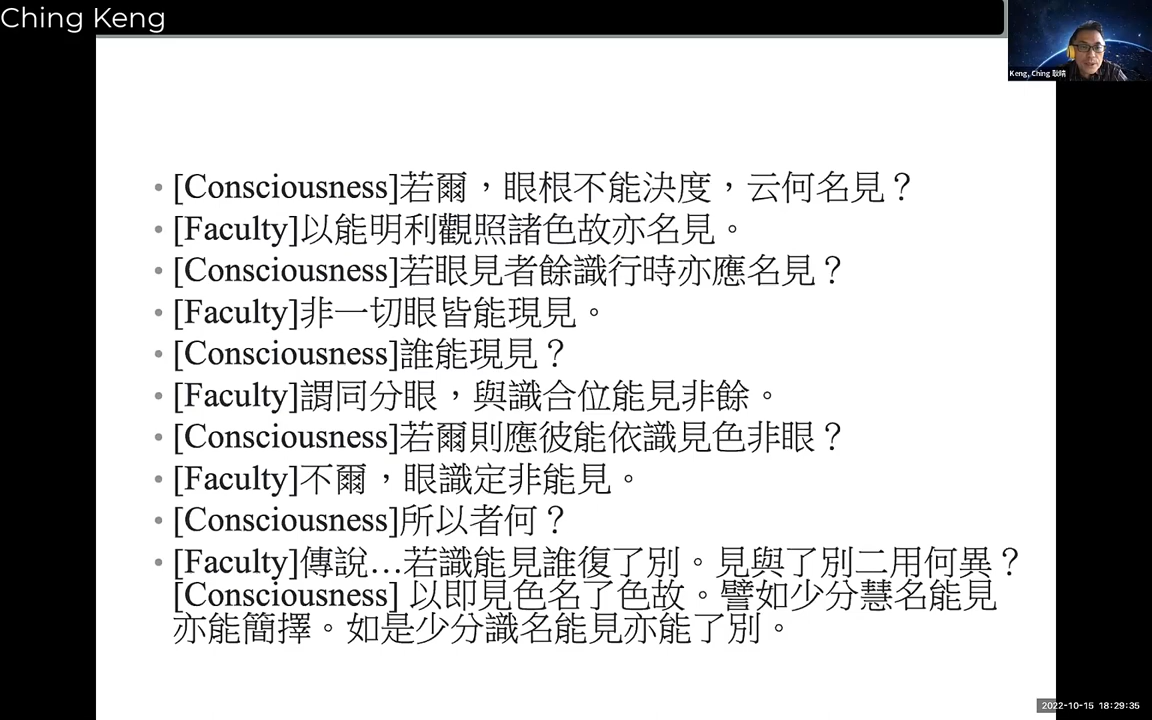 Ching Keng
Keng, Ching 耿晴
• [Consciousness]若爾，眼根不能決度，云何名見？
• [Faculty]以能明利觀照諸色故亦名見。
• [Consciousness]若眼見者餘識行時亦應名見？
• [Faculty]非一切眼皆能現見。
• [Consciousness]誰能現見？
• [Faculty]謂同分眼，與識合位能見非餘。
• [Consciousness]若爾則應彼能依識見色非眼？
• [Faculty]不爾，眼識定非能見。
• [Consciousness]所以者何？
• [Faculty]傳說…若識能見誰復了別。見與了別二用何異？
[Consciousness] 以即見色名了色故。譬如少分慧名能見
亦能簡擇。如是少分識名能見亦能了別。
2022-10-15 18:29:35